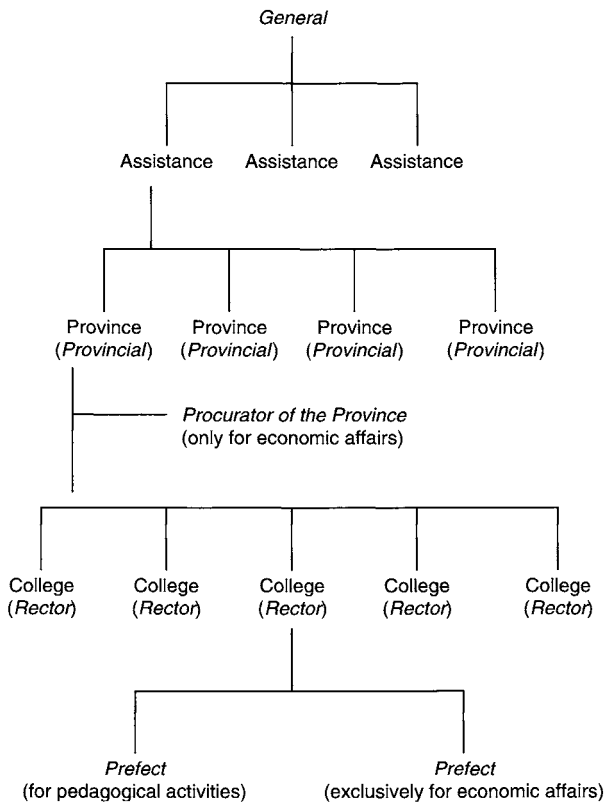 General
Assistance Assistance Assistance
Province Province Province Province
(Provincial) (Provincial) (Provincial) (Provincial)
Procurator of the Province
(only for economic affairs)
College College College College College
(Rector) (Rector) (Rector) (Rector) (Rector)
Prefect Prefect
(for pedagogical activities) (exclusively for economic affairs)